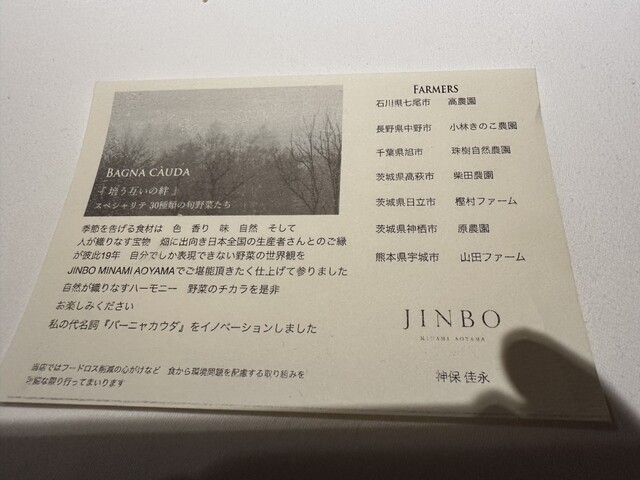 BAGNA CÀUDA
「 培う互いの絆 」
スペシャリテ 30種類の旬野菜たち
季節を告げる食材は 色 香り 味 自然 そして
人が織りなす宝物 畑に出向き日本全国の生産者さんとのご縁
が彼此19年 自分でしか表現できない野菜の世界観を
JINBO MINAMI AOYAMAでご堪能頂きたく仕上げて参りました
自然が織りなすハーモニー 野菜のチカラを是非
お楽しみください
私の代名詞『バーニャカウダ』をイノベーションしました
当店ではフードロス削減の心がけなど 食から環境問題を配慮する取り組みを
可能な限り行ってまいります
FARMERS
石川県七尾市 高農園
長野県中野市 小林きのこ農園
千葉県旭市 珠樹自然農園
茨城県高萩市 柴田農園
茨城県日立市 樫村ファーム
茨城県神栖市 原農園
熊本県宇城市 山田ファーム
JINBO
MINAMI AOYAMA
神保 佳永